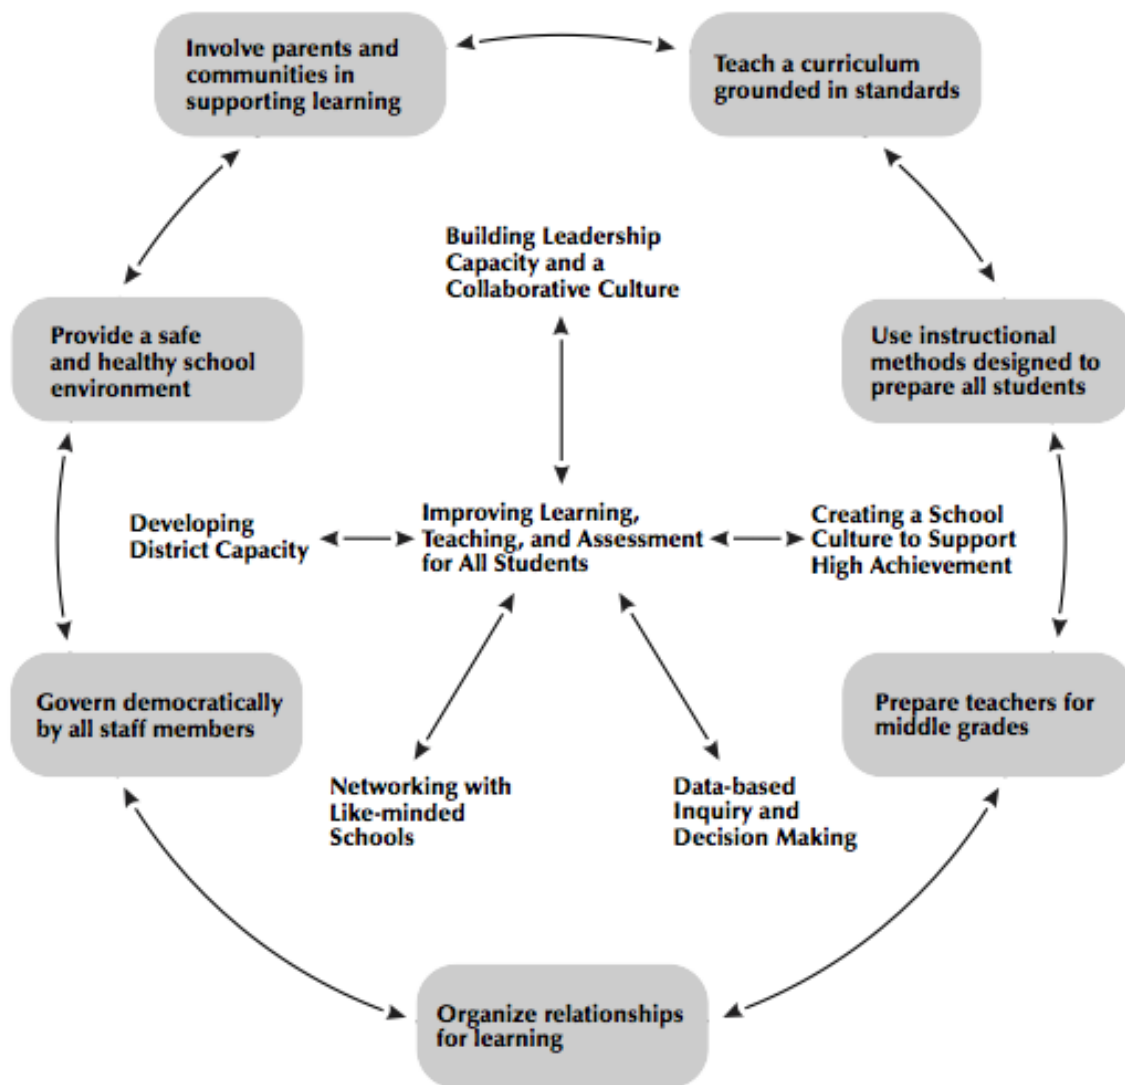 Involve parents and
communities in
supporting learning
Teach a curriculum
grounded in standards
Building Leadership
Capacity and a
Collaborative Culture
Provide a safe
and healthy school
environment
Use instructional
methods designed to
prepare all students
Developing
District Capacity
Improving Learning,
Teaching, and Assessment
for All Students
Creating a School
Culture to Support
High Achievement
Govern democratically
by all staff members
Prepare teachers for
middle grades
Networking with
Like-minded
Schools
Data-based
Inquiry and
Decision Making
Organize relationships
for learning